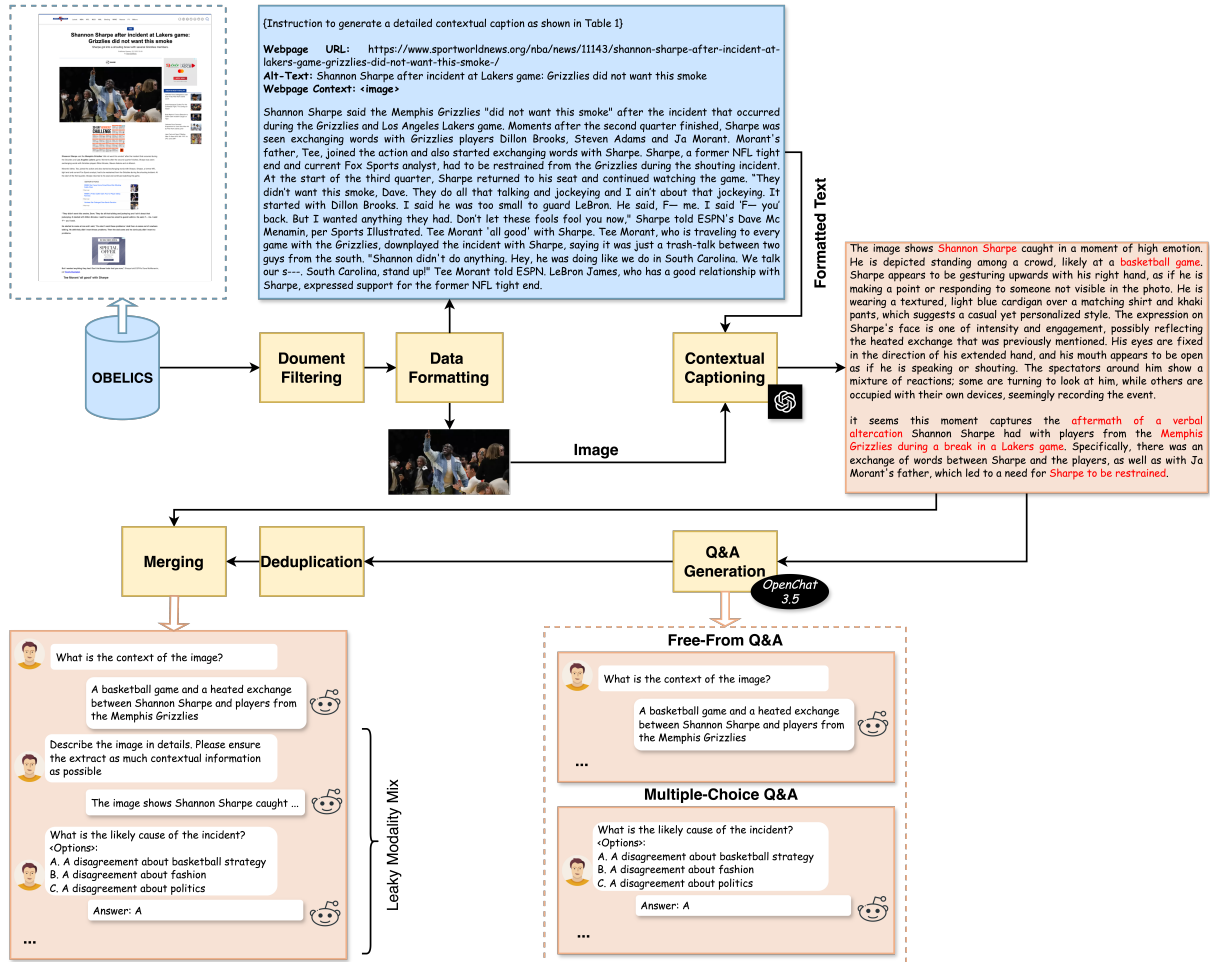 Shannon Sharpe after incident at Lakers game:
Grizzlies did not want this smoke
{Instruction to generate a detailed contextual caption as shown in Table 1}
Webpage URL: https://www.sportworldnews.org/nba/news/11143/shannon-sharpe-after-incident-at-
lakers-game-grizzlies-did-not-want-this-smoke-/
Alt-Text: Shannon Sharpe after incident at Lakers game: Grizzlies did not want this smoke
Webpage Context: <image>
Shannon Sharpe said the Memphis Grizzlies "did not want this smoke" after the incident that occurred
during the Grizzlies and Los Angeles Lakers game. Moments after the second quarter finished, Sharpe was
seen exchanging words with Grizzlies players Dillon Brooks, Steven Adams and Ja Morant. Morant's
father, Tee, joined the action and also started exchanging words with Sharpe. Sharpe, a former NFL tight
end and current Fox Sports analyst, had to be restrained from the Grizzlies during the shouting incident.
At the start of the third quarter, Sharpe returned to his seat and continued watching the game. "They
didn't want this smoke, Dave. They do all that talking and jockeying and I ain't about that jockeying. It
started with Dillon Brooks. I said he was too small to guard LeBron. He said, F— me. I said 'F— you'
back. But I wanted anything they had. Don't let these fools fool you now," Sharpe told ESPN's Dave Mc
Menamin, per Sports Illustrated. Tee Morant 'all good' with Sharpe. Tee Morant, who is traveling to every
game with the Grizzlies, downplayed the incident with Sharpe, saying it was just a trash-talk between two
guys from the south. "Shannon didn't do anything. Hey, he was doing like we do in South Carolina. We talk
our s---. South Carolina, stand up!" Tee Morant told ESPN. LeBron James, who has a good relationship with
Sharpe, expressed support for the former NFL tight end.
Formatted Text
OBELICS
Doument
Filtering
Data
Formatting
Contextual
Captioning
Image
The image shows Shannon Sharpe caught in a moment of high emotion.
He is depicted standing among a crowd, likely at a basketball game.
Sharpe appears to be gesturing upwards with his right hand, as if he is
making a point or responding to someone not visible in the photo. He is
wearing a textured, light blue cardigan over a matching shirt and khaki
pants, which suggests a casual yet personalized style. The expression on
Sharpe's face is one of intensity and engagement, possibly reflecting
the heated exchange that was previously mentioned. His eyes are fixed
in the direction of his extended hand, and his mouth appears to be open
as if he is speaking or shouting. The spectators around him show a
mixture of reactions; some are turning to look at him, while others are
occupied with their own devices, seemingly recording the event.
it seems this moment captures the aftermath of a verbal
altercation Shannon Sharpe had with players from the Memphis
Grizzlies during a break in a Lakers game. Specifically, there was an
exchange of words between Sharpe and the players, as well as with Ja
Morant's father, which led to a need for Sharpe to be restrained.
Merging
Deduplication
Q&A
Generation
OpenChat
3.5
What is the context of the image?
A basketball game and a heated exchange
between Shannon Sharpe and players from
the Memphis Grizzlies
Describe the image in details. Please ensure
the extract as much contextual information
as possible
The image shows Shannon Sharpe caught ...
What is the likely cause of the incident?
<Options>:
A. A disagreement about basketball strategy
B. A disagreement about fashion
C. A disagreement about politics
Answer: A
...
Leaky Modality Mix
Free-From Q&A
What is the context of the image?
A basketball game and a heated exchange
between Shannon Sharpe and players from
the Memphis Grizzlies
...
Multiple-Choice Q&A
What is the likely cause of the incident?
<Options>:
A. A disagreement about basketball strategy
B. A disagreement about fashion
C. A disagreement about politics
Answer: A
...